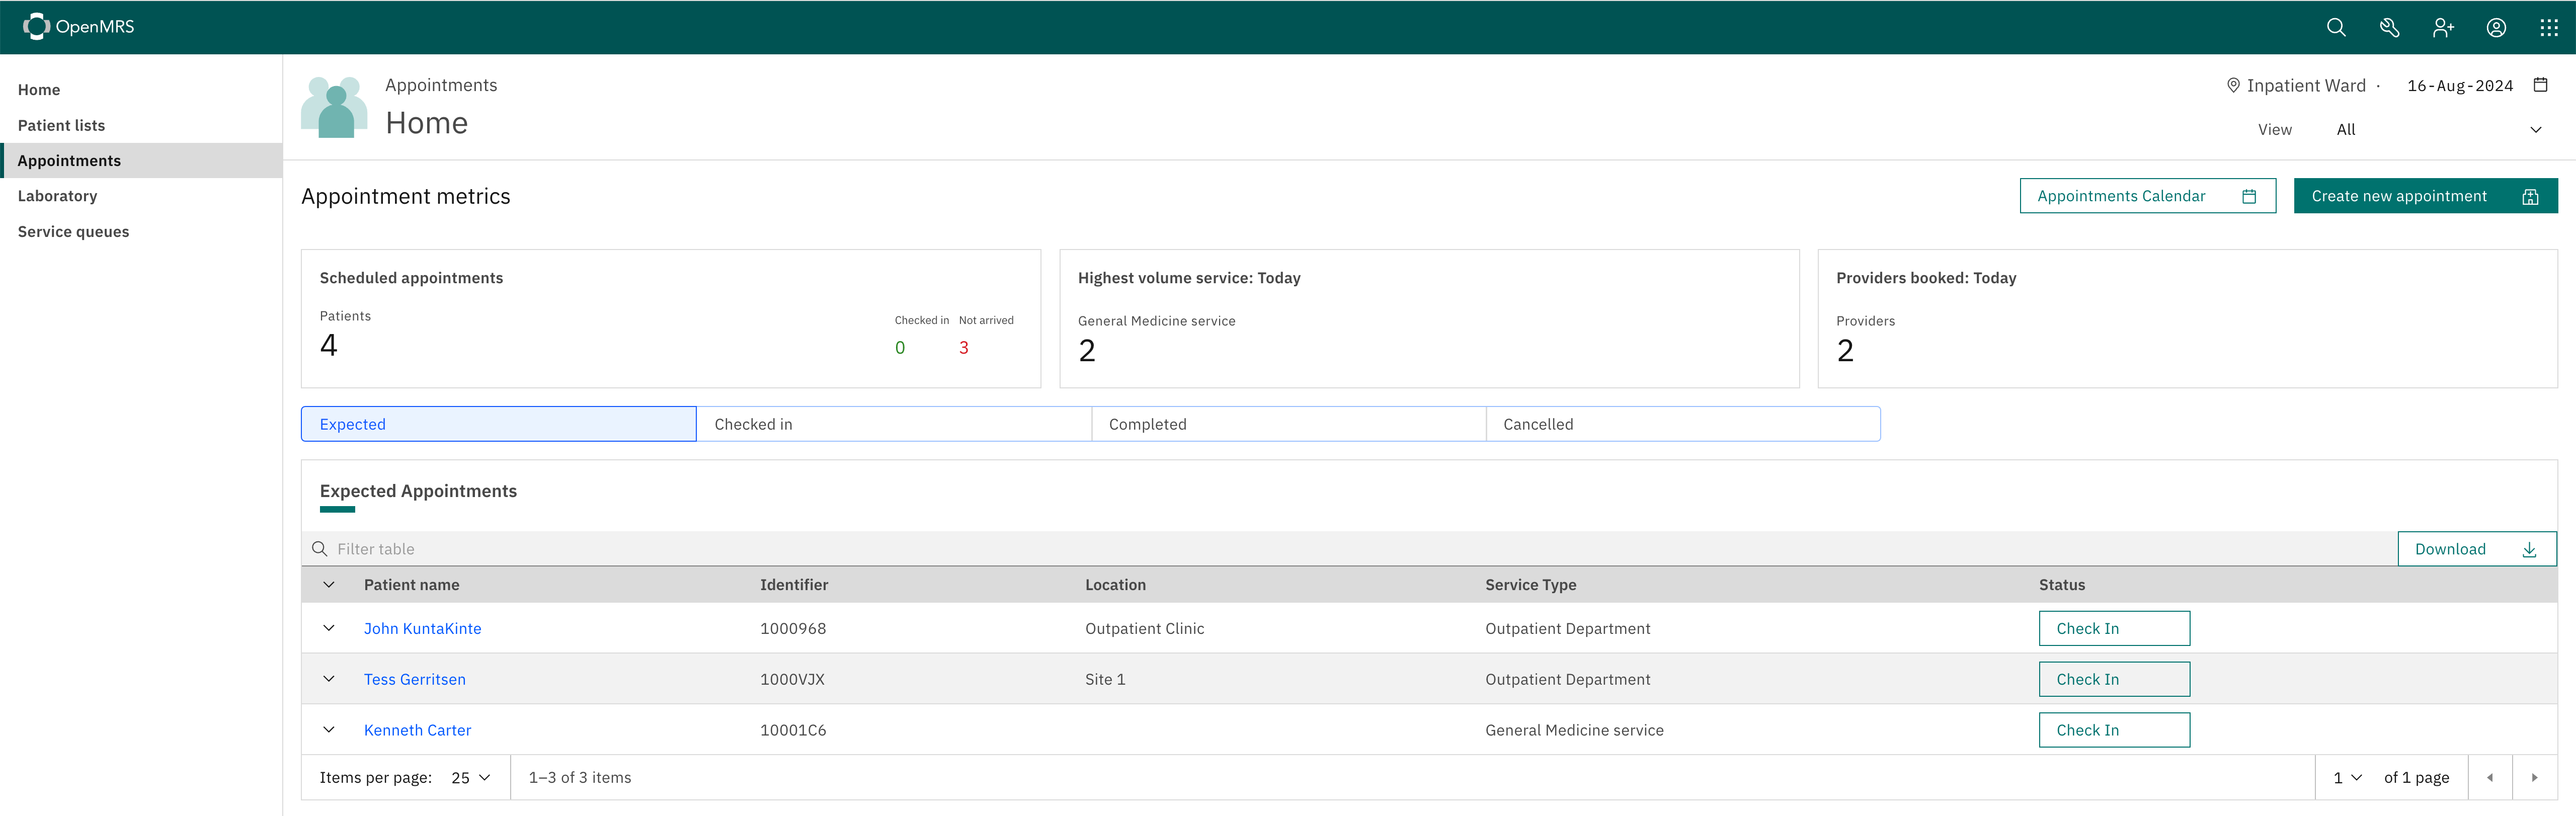 OpenMRS
Home
Patient lists
Appointments
Laboratory
Service queues
Appointments
Home
Inpatient Ward · 16-Aug-2024
View All
Appointment metrics
Appointments Calendar
Create new appointment
Scheduled appointments
Patients
4
Checked in Not arrived
0 3
Highest volume service: Today
General Medicine service
2
Providers booked: Today
Providers
2
Expected Checked in Completed Cancelled
Expected Appointments
Filter table
Download
Patient name Identifier Location Service Type Status
John KuntaKinte 1000968 Outpatient Clinic Outpatient Department Check In
Tess Gerritsen 1000VJX Site 1 Outpatient Department Check In
Kenneth Carter 10001C6 General Medicine service Check In
Items per page: 25 1–3 of 3 items 1 of 1 page